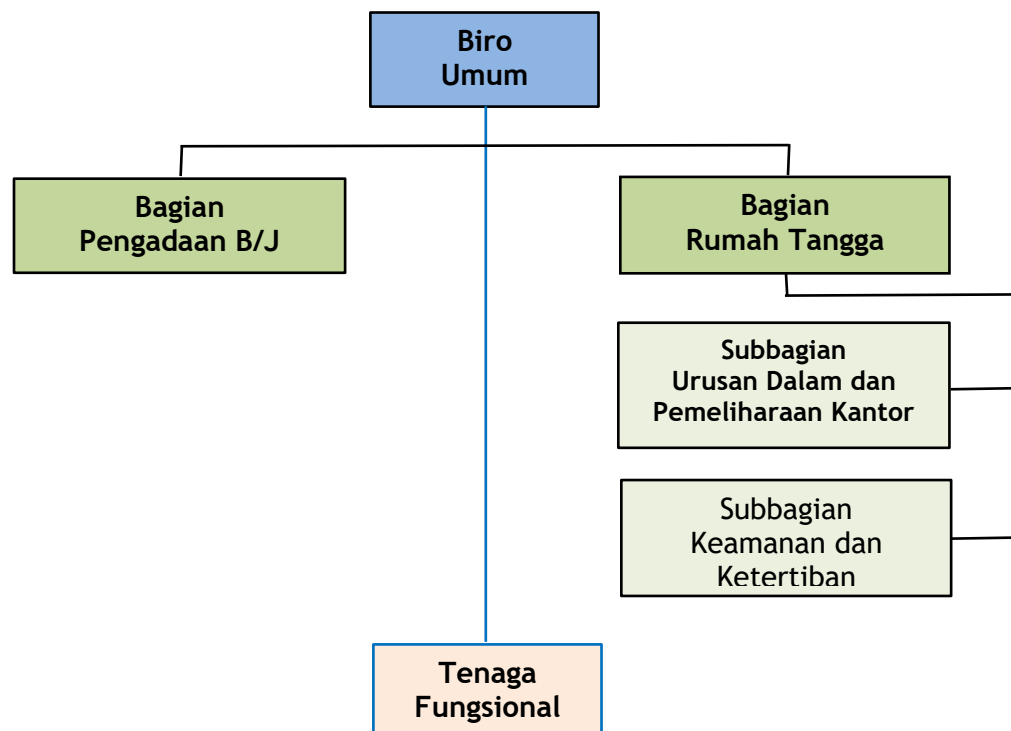 Biro
Umum
Bagian
Pengadaan B/J
Bagian
Rumah Tangga
Subbagian
Urusan Dalam dan
Pemeliharaan Kantor
Subbagian
Keamanan dan
Ketertiban
Tenaga
Fungsional